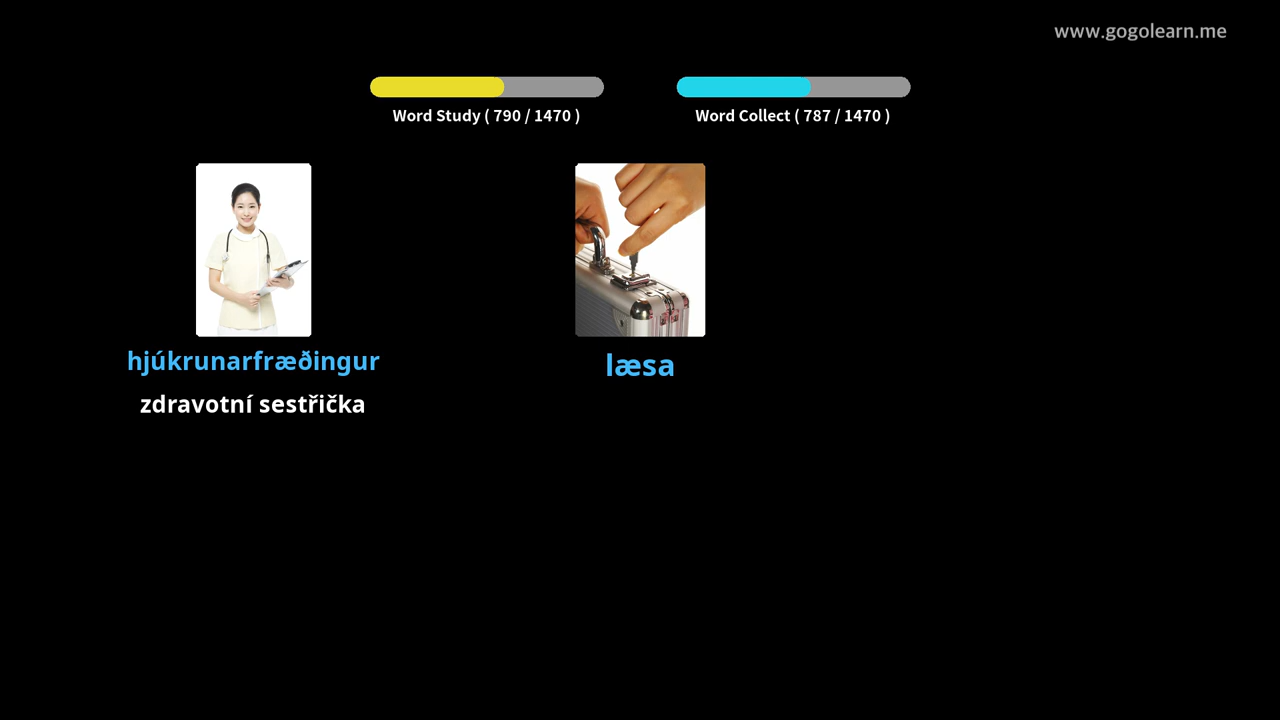 www.gogolearn.me
Word Study ( 790 / 1470 )
Word Collect ( 787 / 1470 )
hjúkrunarfræðingur
læsa
zdravotní sestřička